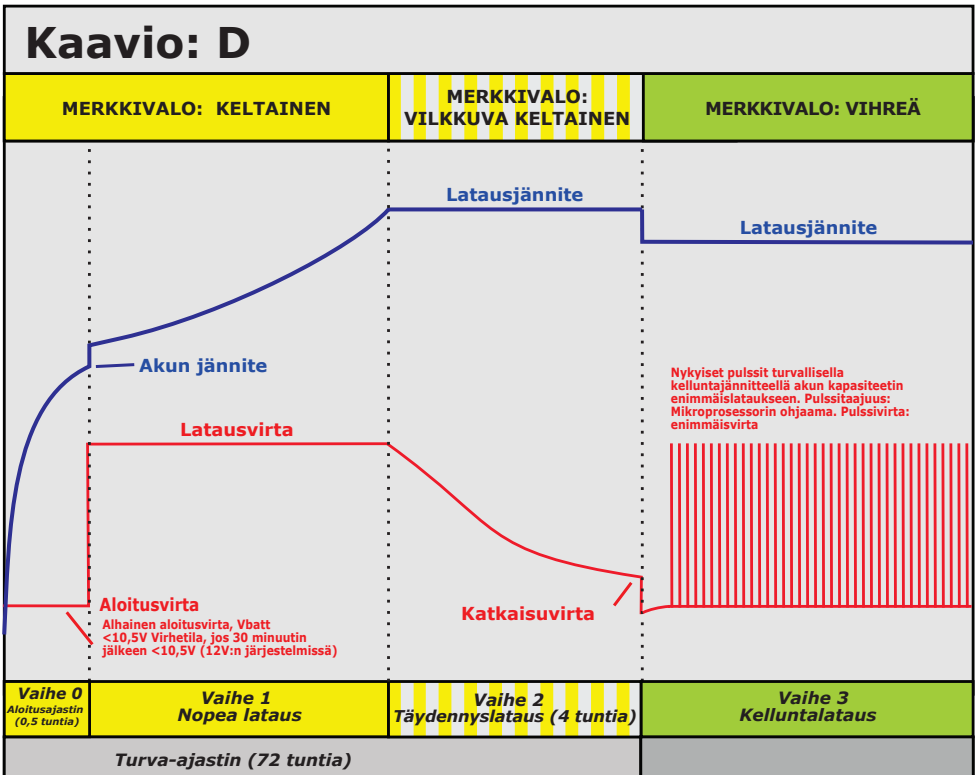 Kaavio: D
MERKKIVALO: KELTAINEN
MERKKIVALO:
VILKKUVA KELTAINEN
MERKKIVALO: VIHREÄ
Latausjännite
Latausjännite
Akun jännite
Nykyiset pulssit turvallisella
kelluntajännitteellä akun kapasiteetin
enimmäislataukseen. Pulssitaajuus:
Mikroprosessorin ohjaama. Pulssivirta:
enimmäisvirta
Latausvirta
Aloitusvirta
Alhainen aloitusvirta, Vbatt
<10,5V Virhetila, jos 30 minuutin
jälkeen <10,5V (12V:n järjestelmissä)
Katkaisuvirta
Vaihe 0
Aloitusajastin
(0,5 tuntia)
Vaihe 1
Nopea lataus
Vaihe 2
Täydennyslataus (4 tuntia)
Vaihe 3
Kelluntalataus
Turva-ajastin (72 tuntia)